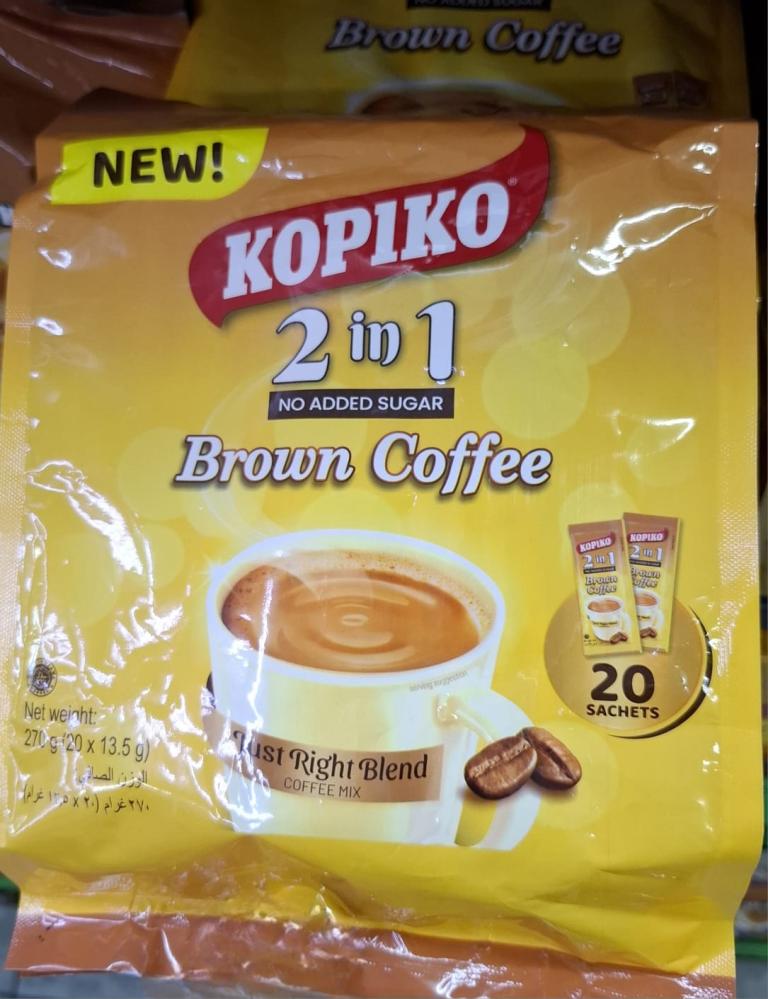 NO ADDED SUGAR
Brown Coffee
NEW!
KOPIKO®
2 in 1
NO ADDED SUGAR
Brown Coffee
KOPIKO
2 in 1
Brown
Coffee
KOPIKO
2 in 1
Brown
Coffee
20
SACHETS
serving suggestion
Just Right Blend
COFFEE MIX
Net weight:
270 g (20 x 13.5 g)
الوزن الصافي:
٢٧٠ غرام (٢٠ x ١٣،٥ غرام)